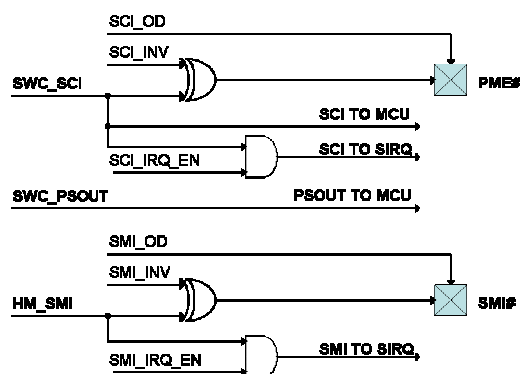 SCI_OD
SCI_INV
SWC_SCI
PME#
SCI TO MCU
SCI TO SIRQ
SCI_IRQ_EN
SWC_PSOUT
PSOUT TO MCU
SMI_OD
SMI_INV
HM_SMI
SMI#
SMI TO SIRQ
SMI_IRQ_EN